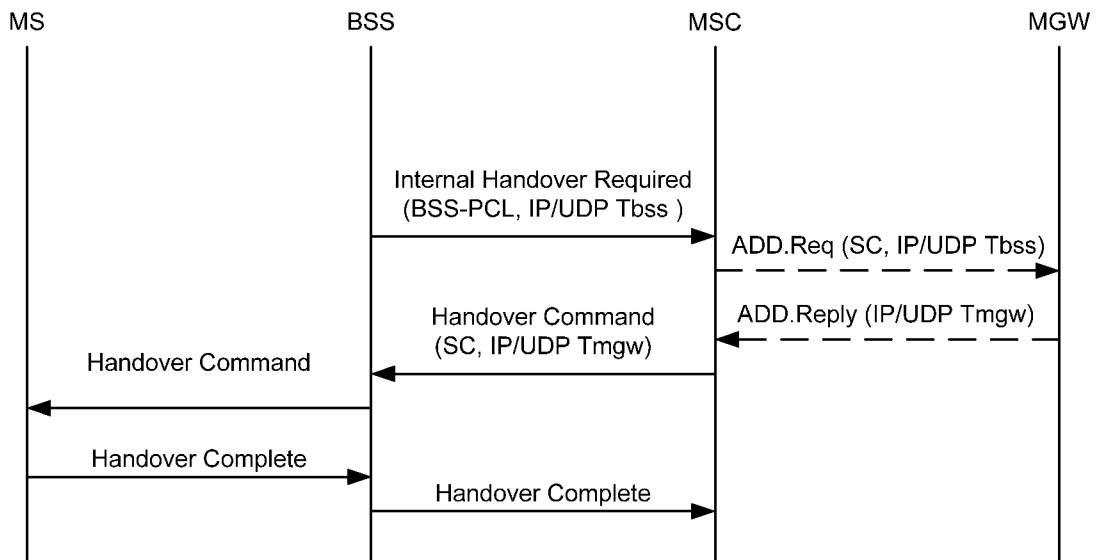 MS
BSS
MSC
MGW
Internal Handover Required
(BSS-PCL, IP/UDP Tbss )
ADD.Req (SC, IP/UDP Tbss)
ADD.Reply (IP/UDP Tmgw)
Handover Command
(SC, IP/UDP Tmgw)
Handover Command
Handover Complete
Handover Complete